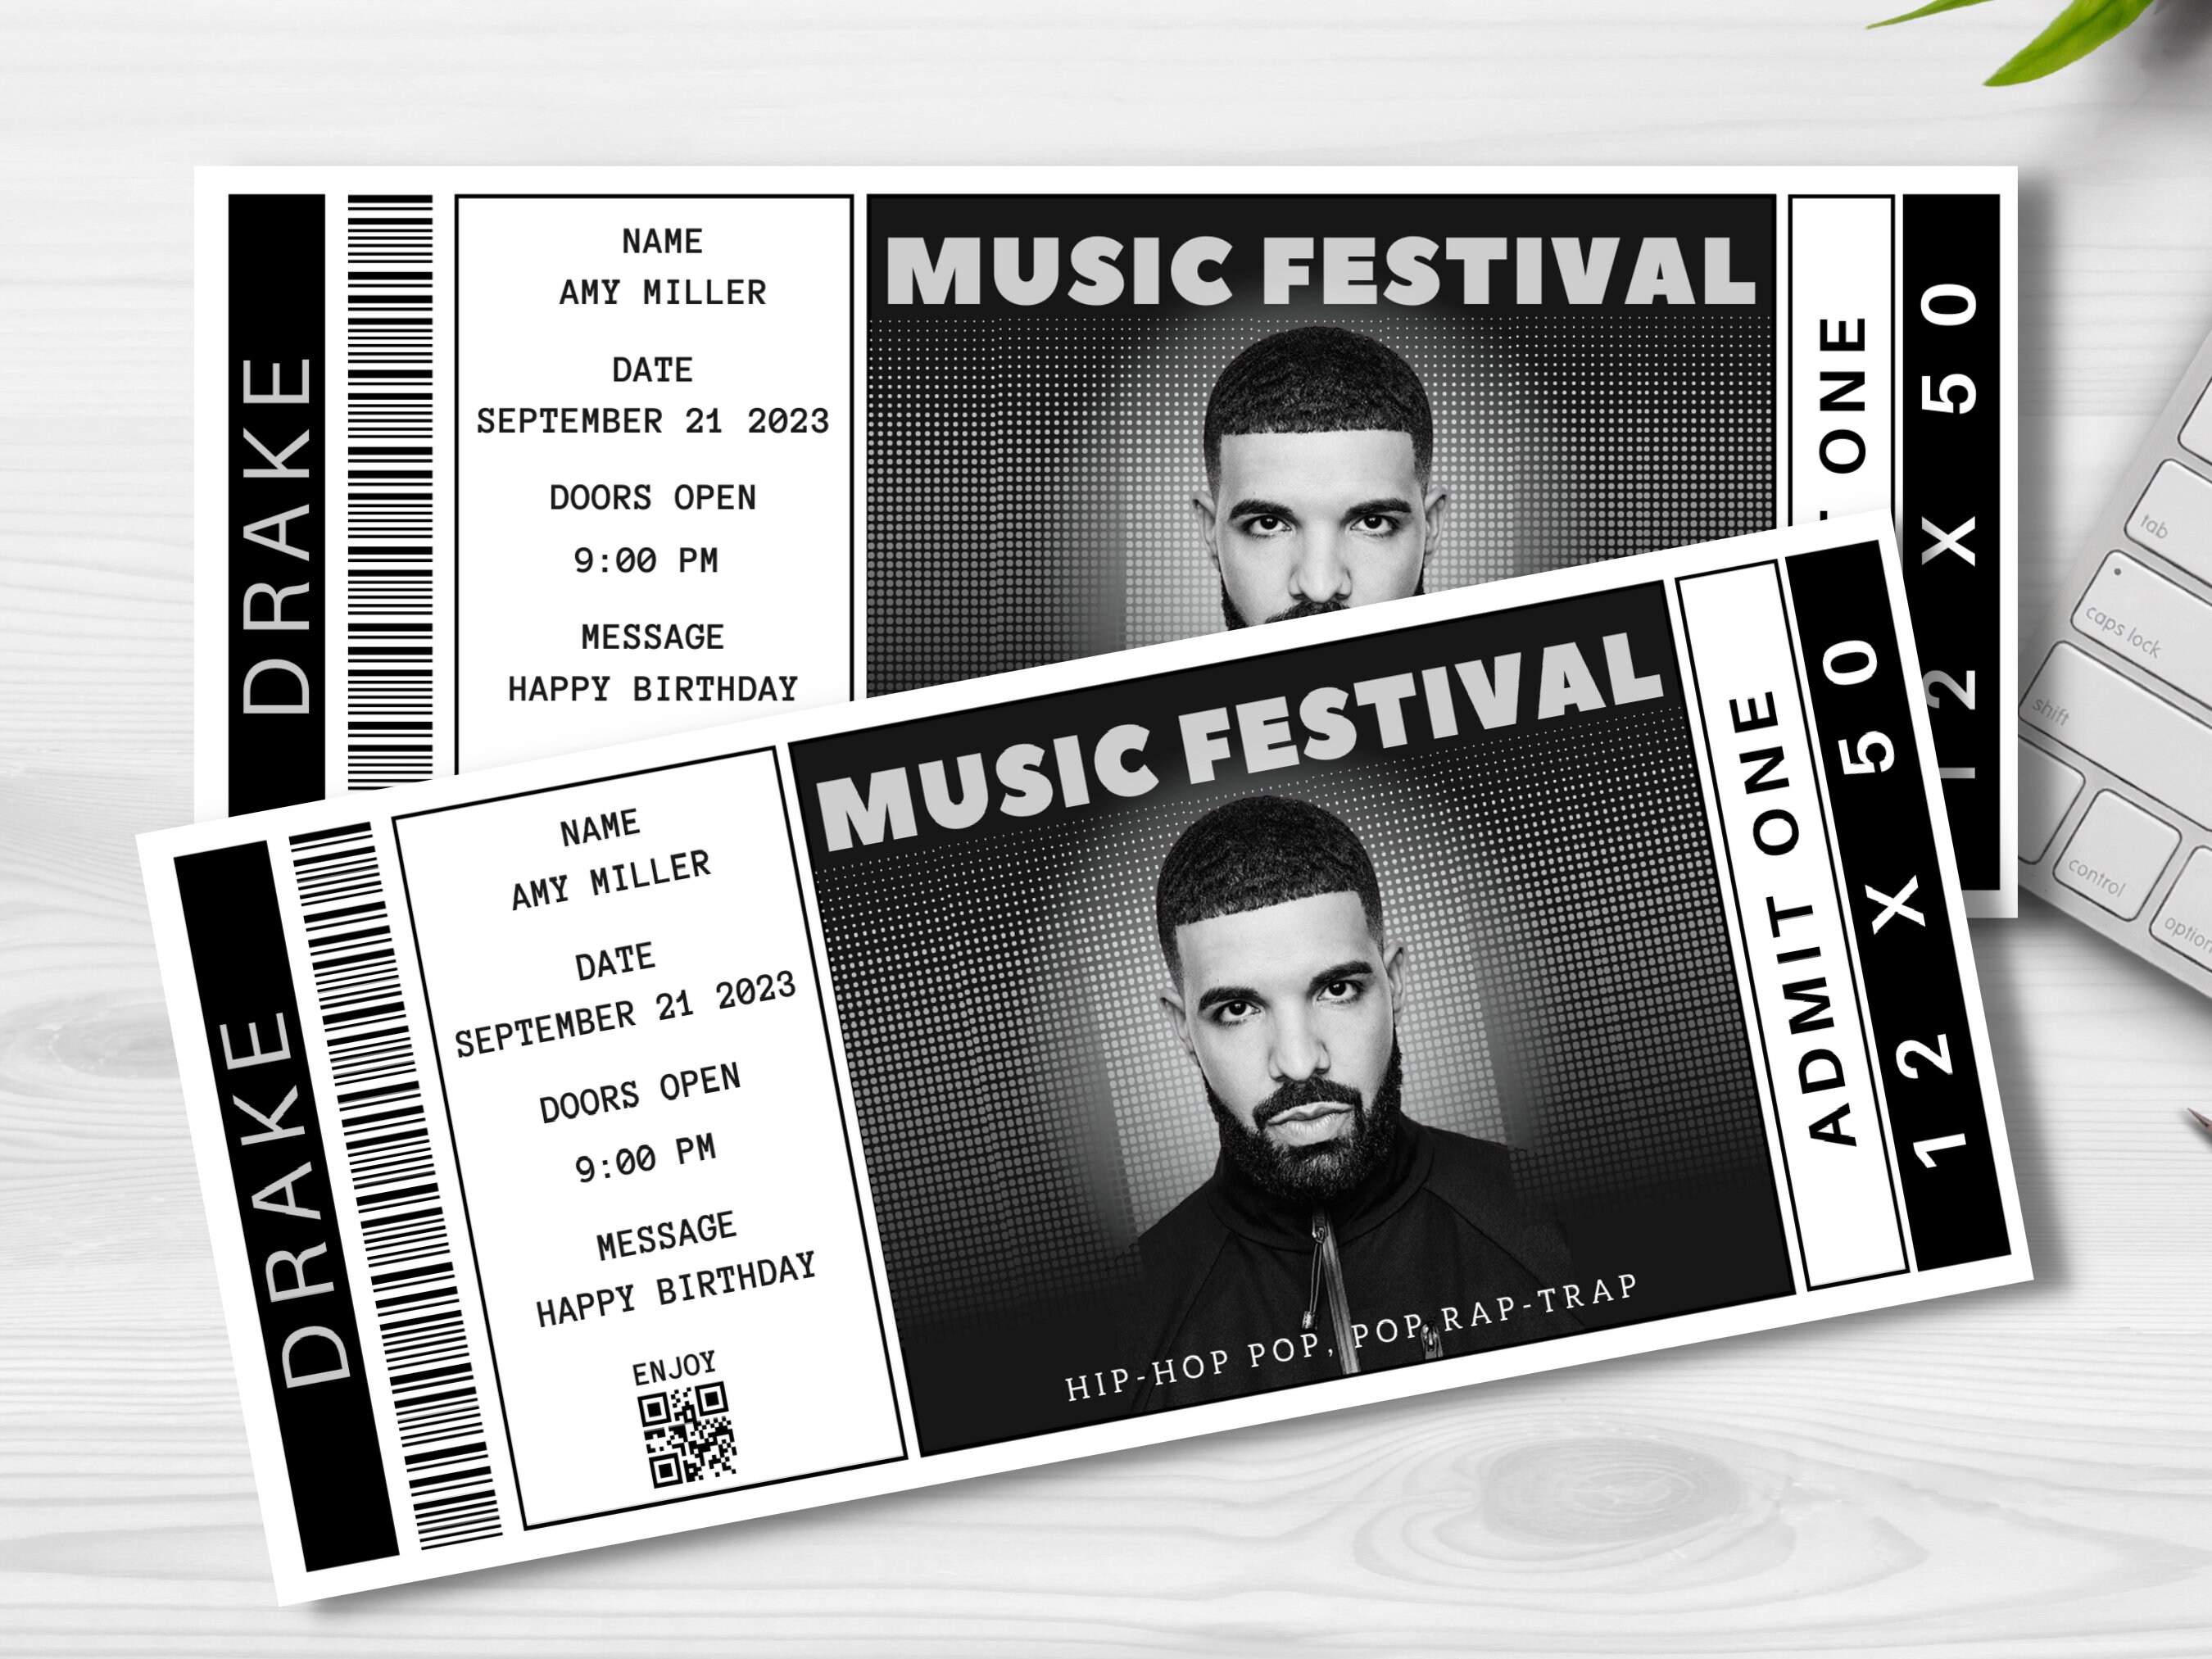 DRAKE
NAME
AMY MILLER
DATE
SEPTEMBER 21 2023
DOORS OPEN
9:00 PM
MESSAGE
HAPPY BIRTHDAY
MUSIC FESTIVAL
ONE
12 X 50
DRAKE
NAME
AMY MILLER
DATE
SEPTEMBER 21 2023
DOORS OPEN
9:00 PM
MESSAGE
HAPPY BIRTHDAY
ENJOY
MUSIC FESTIVAL
HIP-HOP POP, POP RAP-TRAP
ADMIT ONE
12 X 50
tab
caps lock
shift
control
option